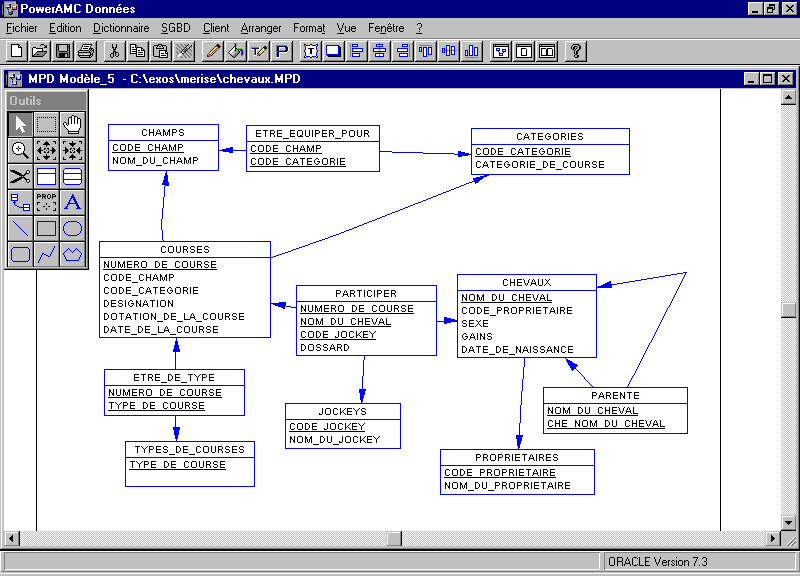 PowerAMC Données
Fichier Edition Dictionnaire SGBD Client Arranger Format Vue Fenêtre ?
MPD Modèle_5 - C:\exos\merise\chevaux.MPD
Outils
PROP
A
CHAMPS
CODE_CHAMP
NOM_DU_CHAMP
ETRE_EQUIPER_POUR
CODE_CHAMP
CODE_CATEGORIE
CATEGORIES
CODE_CATEGORIE
CATEGORIE_DE_COURSE
COURSES
NUMERO_DE_COURSE
CODE_CHAMP
CODE_CATEGORIE
DESIGNATION
DOTATION_DE_LA_COURSE
DATE_DE_LA_COURSE
PARTICIPER
NUMERO_DE_COURSE
NOM_DU_CHEVAL
CODE_JOCKEY
DOSSARD
CHEVAUX
NOM_DU_CHEVAL
CODE_PROPRIETAIRE
SEXE
GAINS
DATE_DE_NAISSANCE
ETRE_DE_TYPE
NUMERO_DE_COURSE
TYPE_DE_COURSE
JOCKEYS
CODE_JOCKEY
NOM_DU_JOCKEY
PARENTE
NOM_DU_CHEVAL
CHE_NOM_DU_CHEVAL
TYPES_DE_COURSES
TYPE_DE_COURSE
PROPRIETAIRES
CODE_PROPRIETAIRE
NOM_DU_PROPRIETAIRE
ORACLE Version 7.3